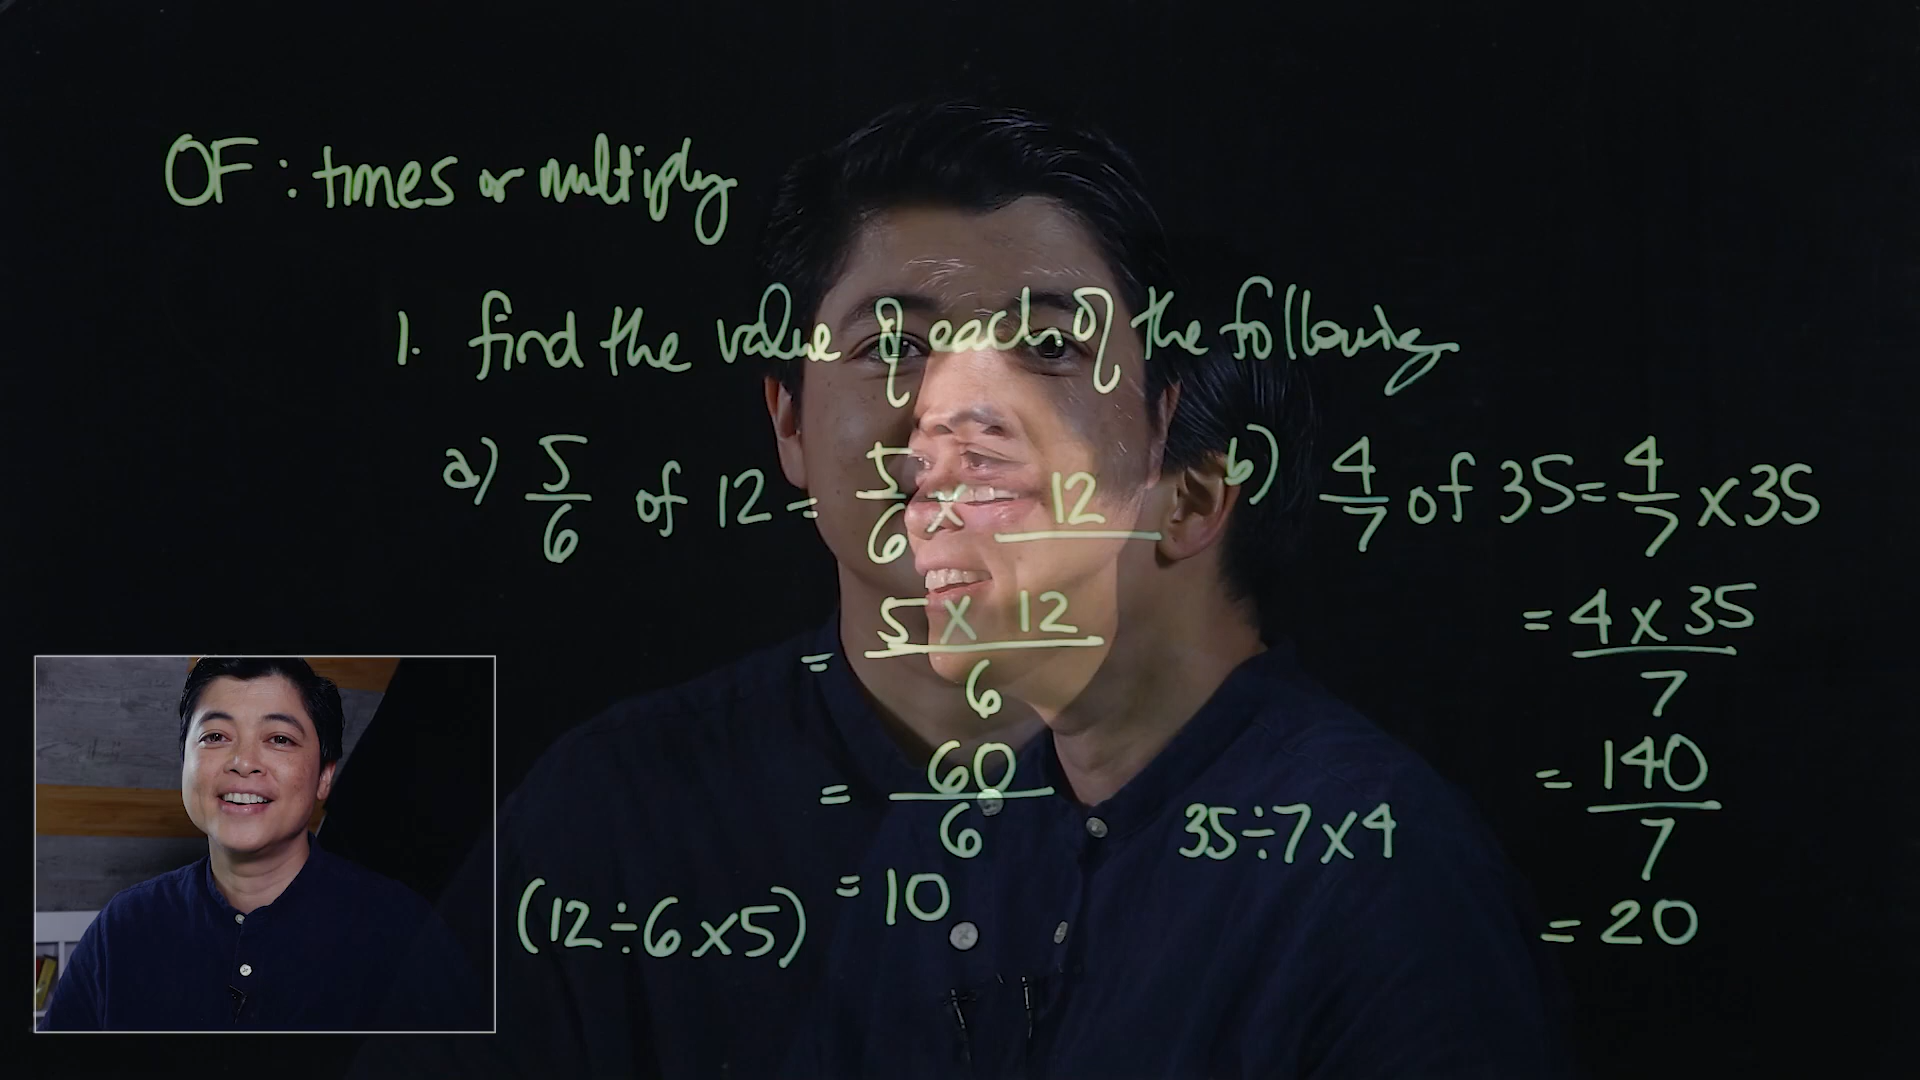 OF : times or multiply
1. find the value of each of the following
a) 5/6 of 12 = 5/6 × 12
= 5 × 12 / 6
= 60/6
= 10
(12÷6×5)
b) 4/7 of 35 = 4/7 × 35
= 4 × 35 / 7
= 140/7
= 20
35÷7×4